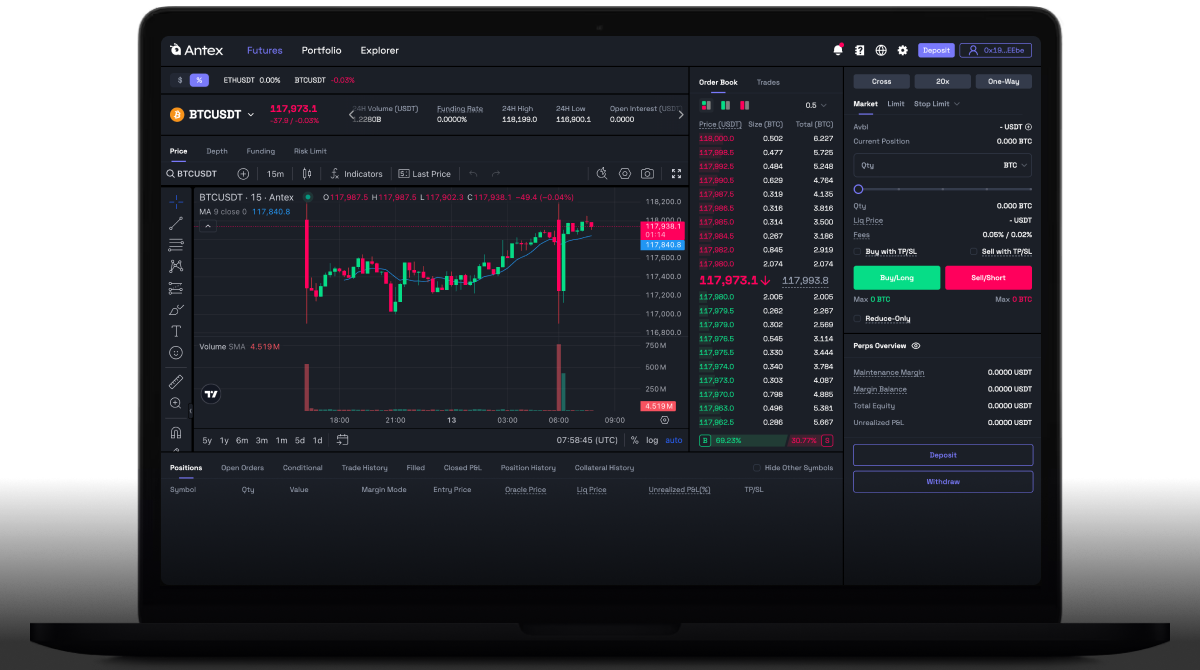 Antex Futures Portfolio Explorer Deposit 0x19...EEbe
$ % ETHUSDT 0.00% BTCUSDT -0.03%
BTCUSDT 117,973.1 -37.9 / -0.03%
24H Volume (USDT) Funding Rate 24H High 24H Low Open Interest (USDT)
1.2280B 0.0000% 118,199.0 116,900.1 0.0000
Price Depth Funding Risk Limit
BTCUSDT 15m Indicators Last Price
BTCUSDT · 15 · Antex O117,987.5 H117,987.5 L117,902.3 C117,938.1 -49.4 (-0.04%)
MA 9 close 0 117,840.8
118,200.0
118,000.0
117,938.1
01:14
117,840.8
117,600.0
117,400.0
117,200.0
117,000.0
116,800.0
Volume SMA 4.519M
750M
500M
250M
4.519M
18:00 21:00 13 03:00 06:00 09:00
5y 1y 6m 3m 1m 5d 1d 07:58:45 (UTC) % log auto
Order Book Trades
0.5
Price (USDT) Size (BTC) Total (BTC)
118,000.0 0.502 6.227
117,998.5 0.477 5.725
117,992.5 0.484 5.248
117,990.5 0.629 4.764
117,987.5 0.319 4.135
117,986.5 0.316 3.816
117,985.0 0.314 3.500
117,984.5 0.267 3.186
117,982.0 0.845 2.919
117,980.0 2.074 2.074
117,973.1 117,993.8
117,980.0 2.005 2.005
117,979.5 0.262 2.267
117,979.0 0.302 2.569
117,976.5 0.545 3.114
117,975.5 0.330 3.444
117,974.0 0.340 3.784
117,973.0 0.303 4.087
117,970.0 0.798 4.885
117,963.0 0.496 5.381
117,962.5 0.286 5.667
B 69.23% 30.77% S
Cross 20x One-Way
Market Limit Stop Limit
Avbl - USDT
Current Position 0.000 BTC
Qty BTC
Qty 0.000 BTC
Liq Price - USDT
Fees 0.05% / 0.02%
Buy with TP/SL Sell with TP/SL
Buy/Long Sell/Short
Max 0 BTC Max 0 BTC
Reduce-Only
Perps Overview
Maintenance Margin 0.0000 USDT
Margin Balance 0.0000 USDT
Total Equity 0.0000 USDT
Unrealized P&L 0.0000 USDT
Deposit
Withdraw
Positions Open Orders Conditional Trade History Filled Closed P&L Position History Collateral History Hide Other Symbols
Symbol Qty Value Margin Mode Entry Price Oracle Price Liq Price Unrealized P&L(%) TP/SL